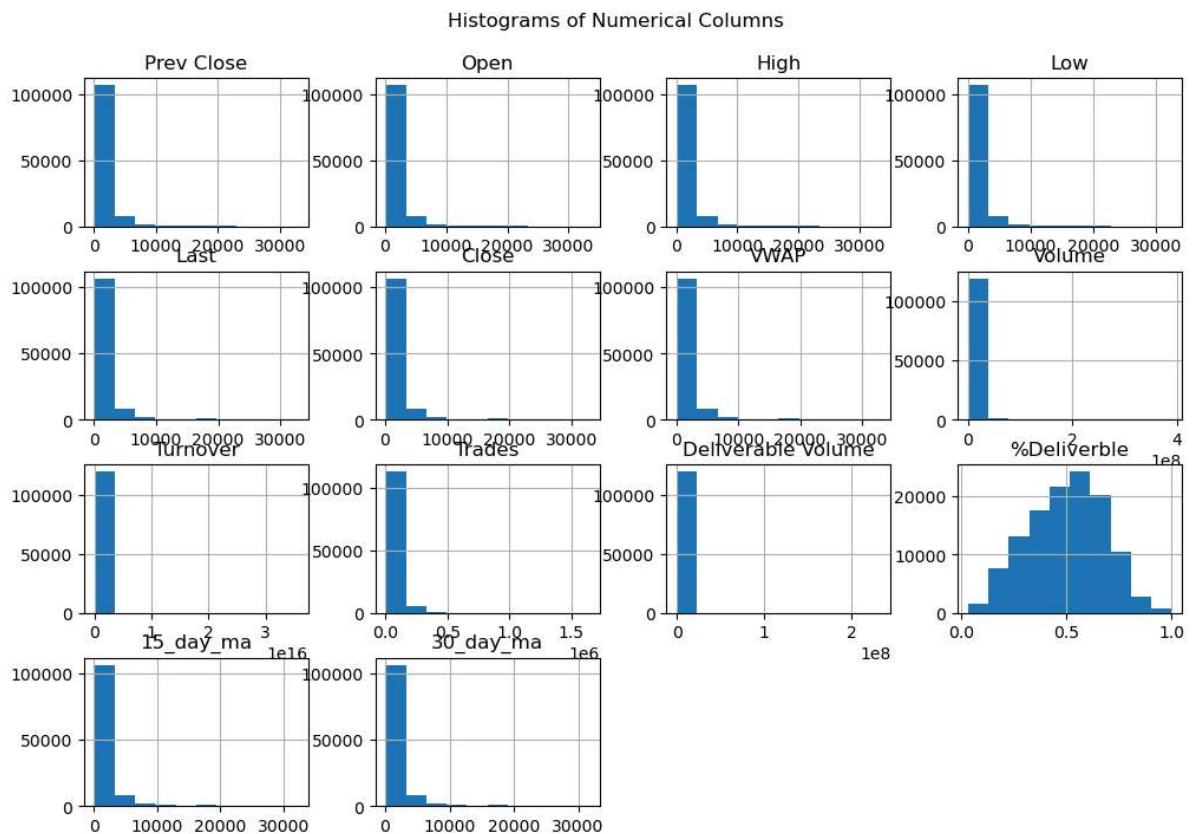 Histograms of Numerical Columns
Prev Close Open High Low
100000 100000 100000 100000
50000 50000 50000 50000
0 0 0 0
0 10000 20000 30000 0 10000 20000 30000 0 10000 20000 30000 0 10000 20000 30000
Last Close VWAP Volume
100000 100000 100000 100000
50000 50000 50000 50000
0 0 0 0
0 10000 20000 30000 0 10000 20000 30000 0 10000 20000 30000 0 2 4
1e8
Turnover Trades Deliverable Volume %Deliverble
100000 100000 100000 20000
50000 50000 50000 10000
0 0 0 0
0 1 2 3 0.0 0.5 1.0 1.5 0 1 2 0.0 0.5 1.0
1e16 1e6 1e8
15_day_ma 30_day_ma
100000 100000
50000 50000
0 0
0 10000 20000 30000 0 10000 20000 30000